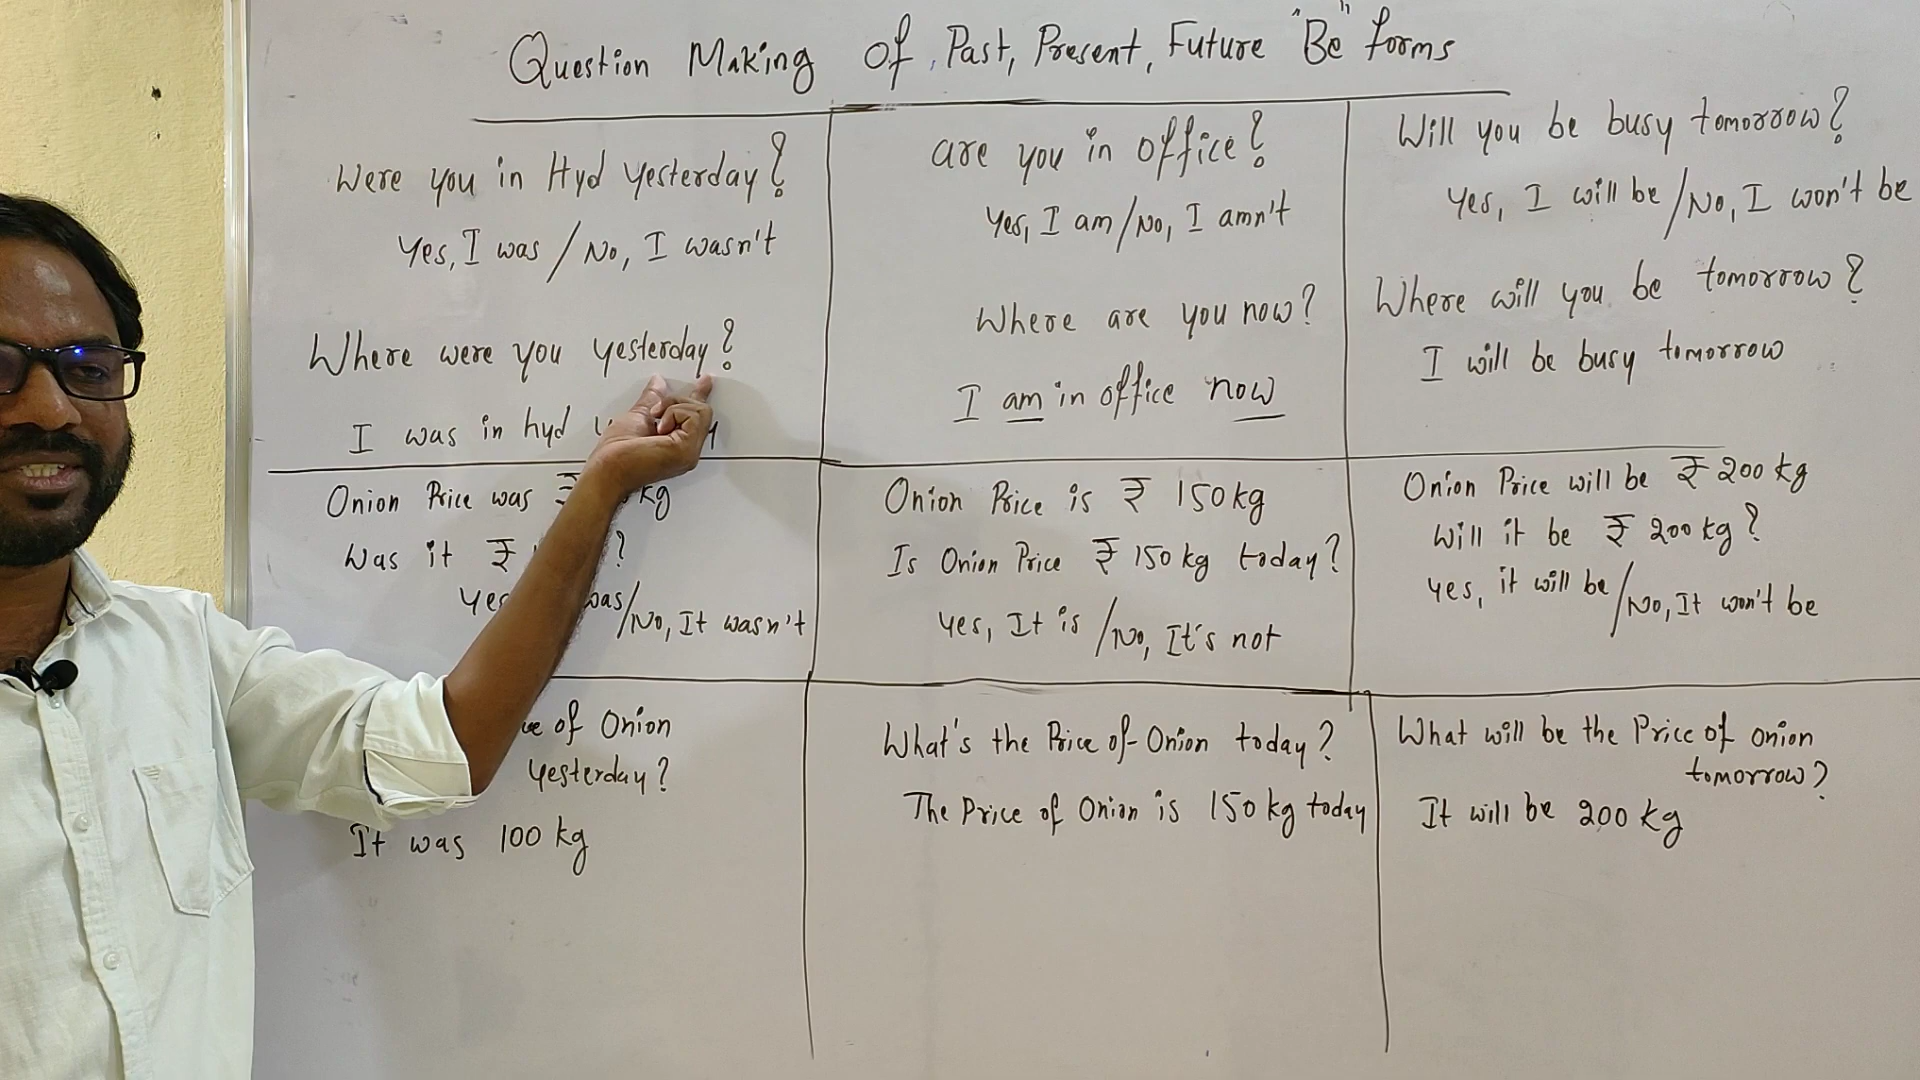 Question Making Of, Past, Present, Future "Be" forms
Were you in Hyd Yesterday?
Yes, I was / No, I wasn't
Where were you yesterday?
I was in hyd
are you in office?
Yes, I am / No, I amn't
Where are you now?
I am in office now
Will you be busy tomorrow?
Yes, I will be / No, I won't be
Where will you be tomorrow?
I will be busy tomorrow
Onion Price was ₹ kg
Was it ₹ ?
Yes was / No, It wasn't
Onion Price is ₹ 150 kg
Is Onion Price ₹ 150 kg today?
Yes, It is / No, It's not
Onion Price will be ₹ 200 kg
Will it be ₹ 200 kg?
Yes, it will be / No, It won't be
of Onion
Yesterday?
It was 100 kg
What's the Price of Onion today?
The Price of Onion is 150 kg today
What will be the Price of onion
tomorrow?
It will be 200 kg